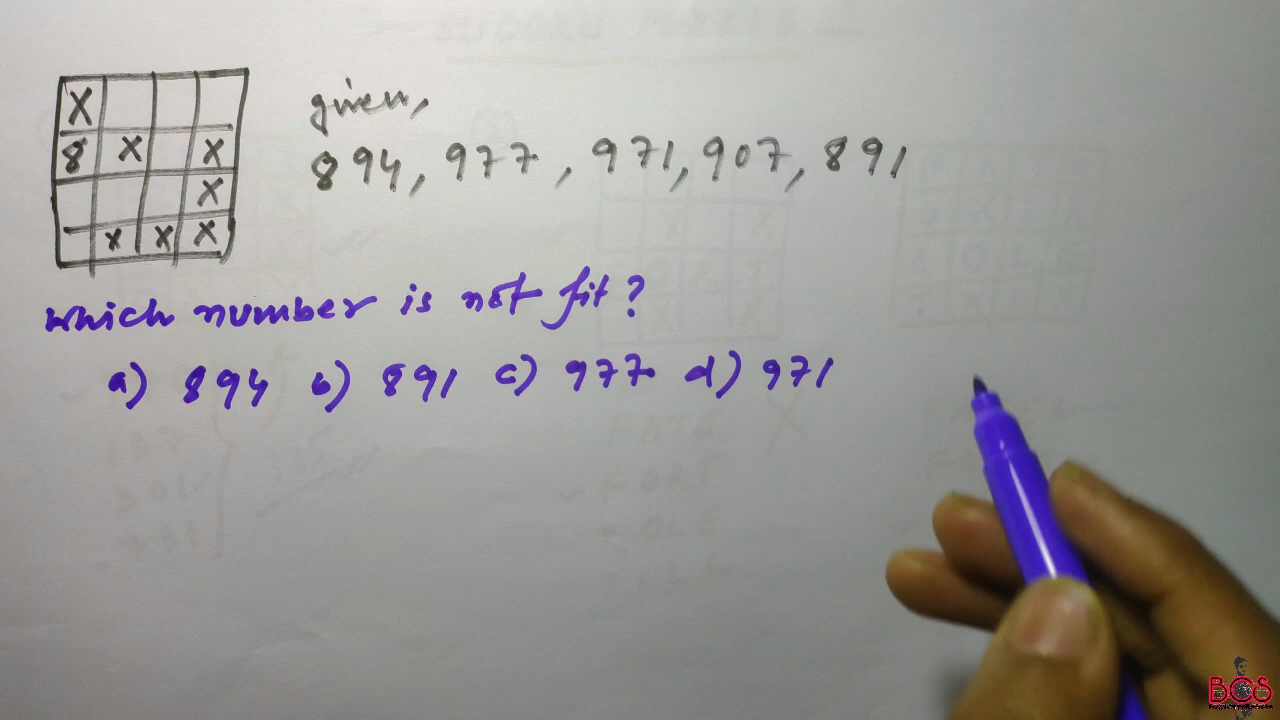 X
8 X X
X
X X X
given,
894, 977, 971, 907, 891
which number is not fit?
a) 894 b) 891 c) 977 d) 971
BCS